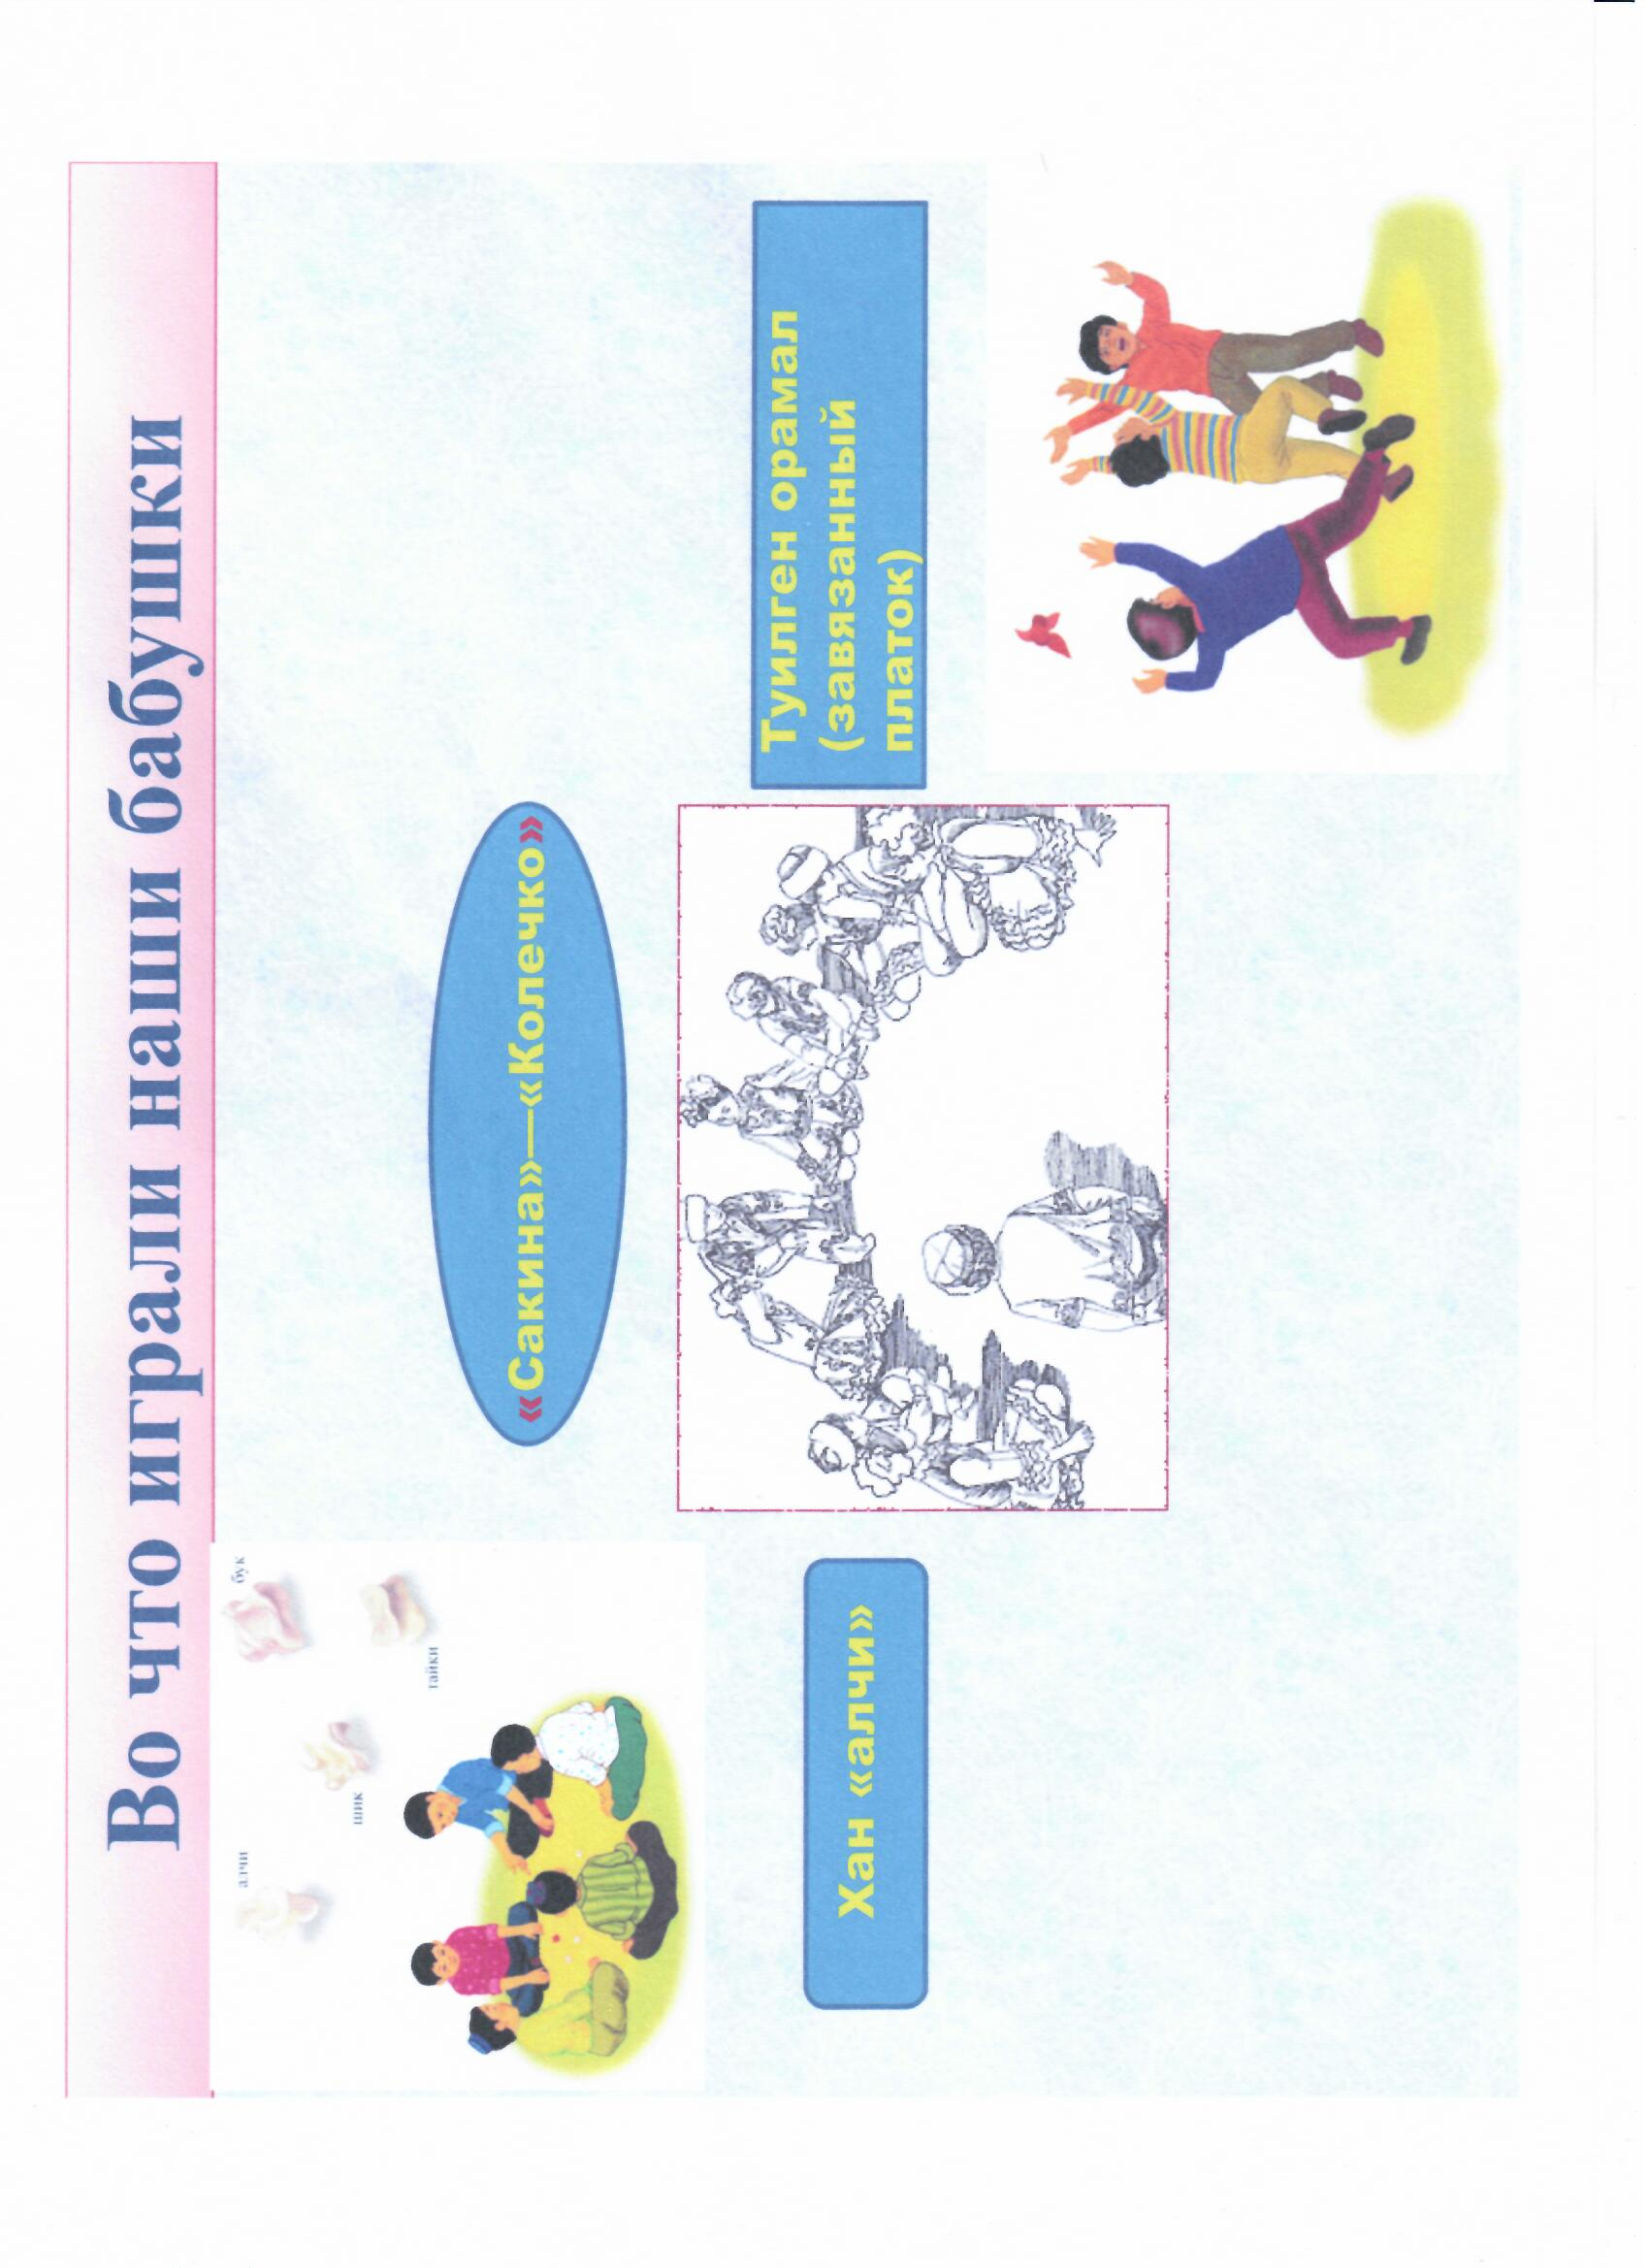 Во что играли наши бабушки
алчи
шик
бук
тайки
«Сакина»—«Колечко»
Хан «алчи»
Туилген орамал
(завязанный
платок)